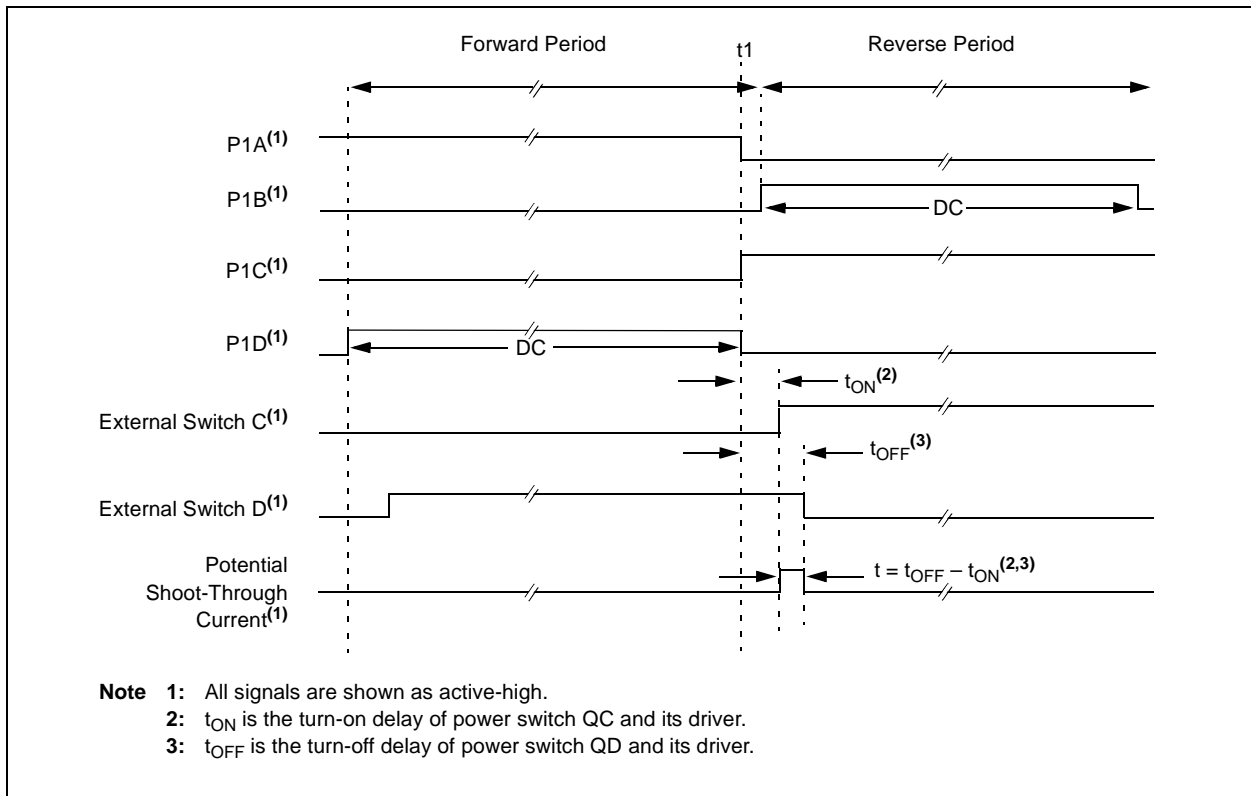 Forward Period
t1
Reverse Period
P1A(1)
P1B(1)
DC
P1C(1)
P1D(1)
DC
tON(2)
External Switch C(1)
tOFF(3)
External Switch D(1)
Potential
Shoot-Through
Current(1)
t = tOFF – tON(2,3)
Note 1: All signals are shown as active-high.
2: tON is the turn-on delay of power switch QC and its driver.
3: tOFF is the turn-off delay of power switch QD and its driver.